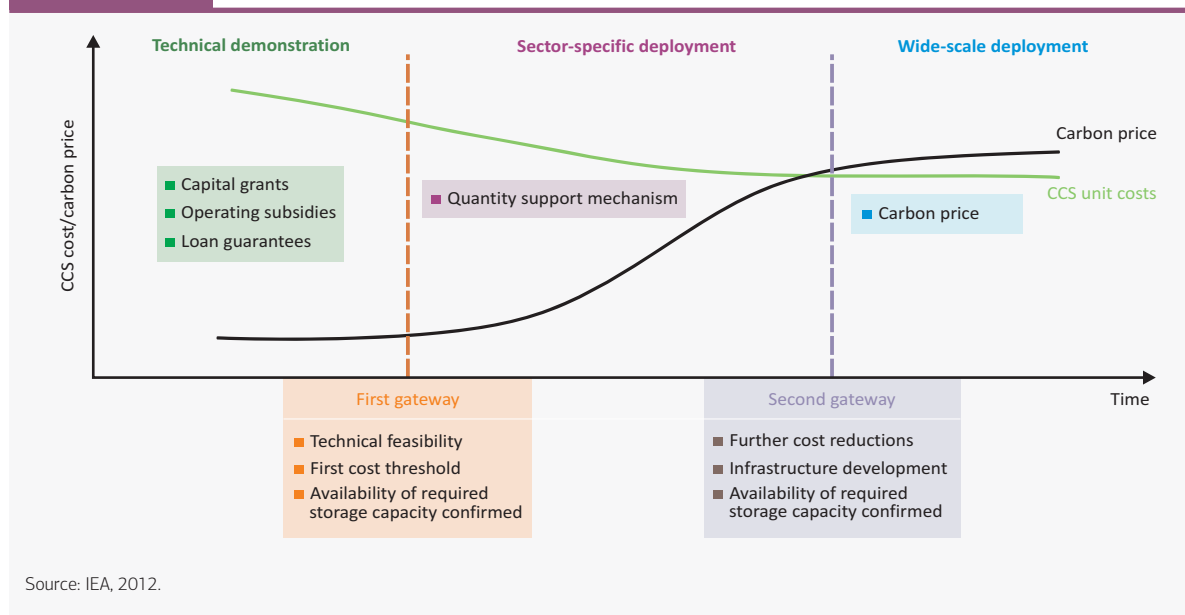 Technical demonstration
Sector-specific deployment
Wide-scale deployment
CCS cost/carbon price
Carbon price
CCS unit costs
Capital grants
Operating subsidies
Loan guarantees
Quantity support mechanism
Carbon price
Time
First gateway
Technical feasibility
First cost threshold
Availability of required
storage capacity confirmed
Second gateway
Further cost reductions
Infrastructure development
Availability of required
storage capacity confirmed
Source: IEA, 2012.